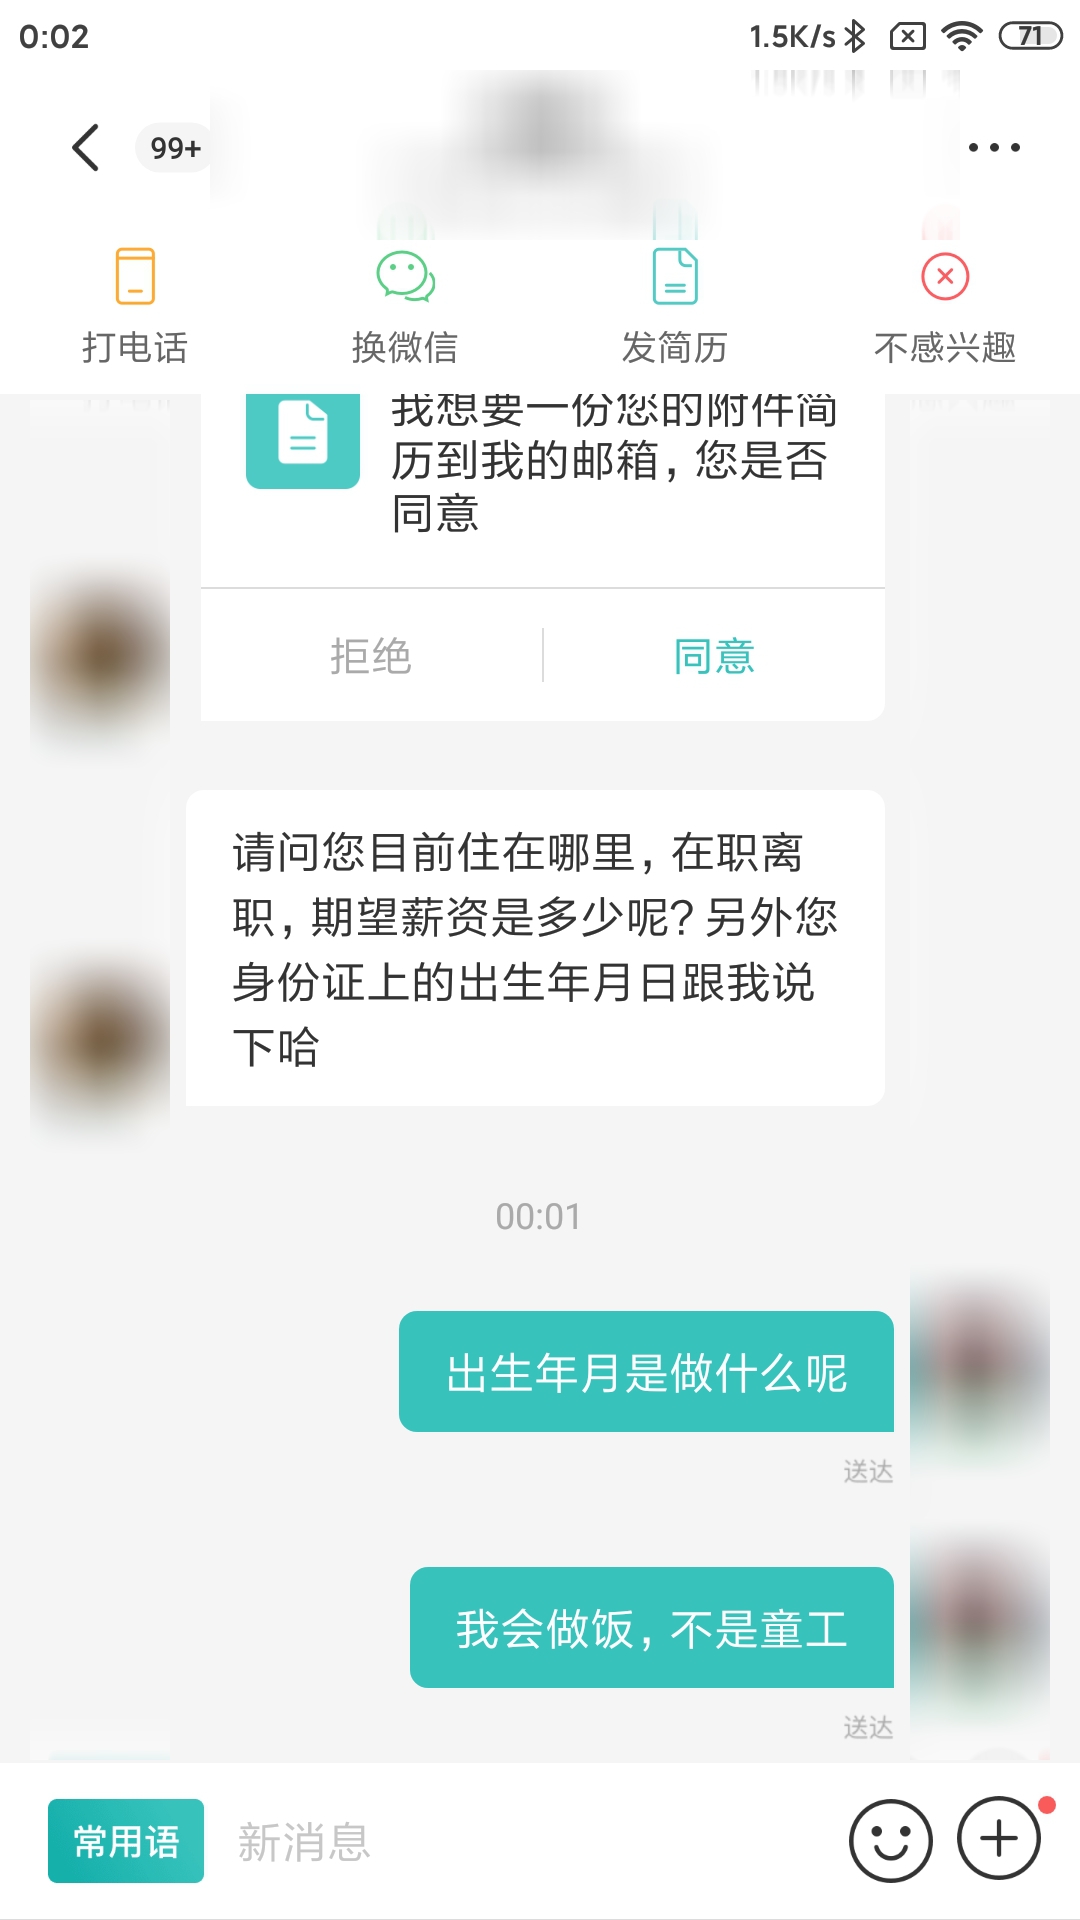 0:02
1.5K/s
71
99+
打电话
换微信
发简历
不感兴趣
我想要一份您的附件简
历到我的邮箱，您是否
同意
拒绝
同意
请问您目前住在哪里，在职离
职，期望薪资是多少呢？另外您
身份证上的出生年月日跟我说
下哈
00:01
出生年月是做什么呢
送达
我会做饭，不是童工
送达
常用语
新消息